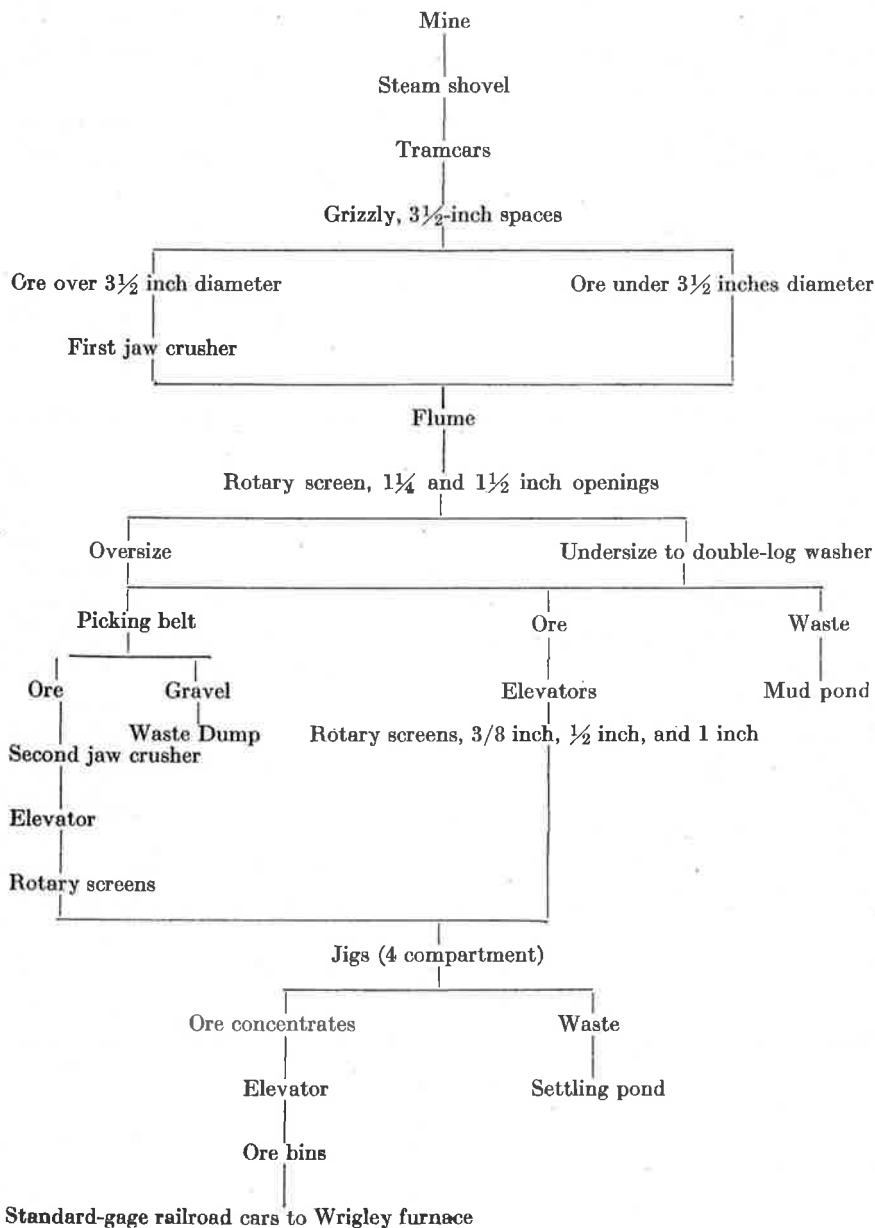 Mine
Steam shovel
Tramcars
Grizzly, 3½-inch spaces
Ore over 3½ inch diameter
Ore under 3½ inches diameter
First jaw crusher
Flume
Rotary screen, 1¼ and 1½ inch openings
Oversize
Undersize to double-log washer
Picking belt
Ore
Waste
Ore
Gravel
Elevators
Mud pond
Waste Dump
Rotary screens, 3/8 inch, ½ inch, and 1 inch
Second jaw crusher
Elevator
Rotary screens
Jigs (4 compartment)
Ore concentrates
Waste
Elevator
Settling pond
Ore bins
Standard-gage railroad cars to Wrigley furnace